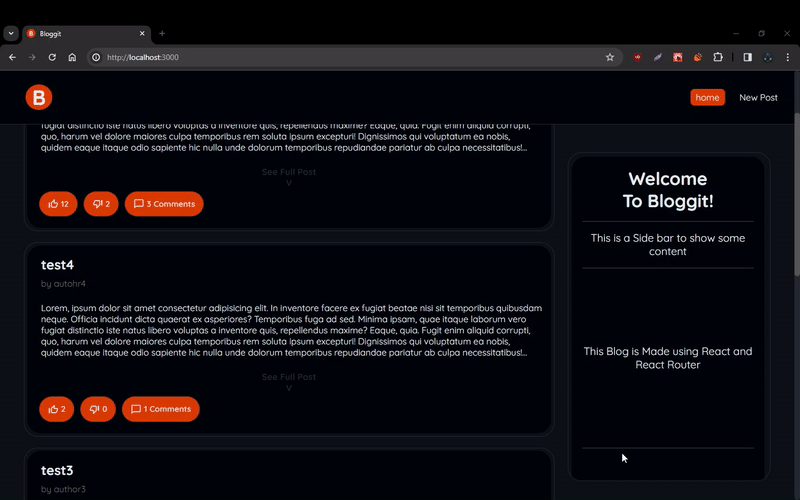 Bloggit
http://localhost:3000
B
home
New Post
fugiat distinctio iste natus libero voluptas a inventore quis, repellendus maxime? Eaque, quia. Fugit enim aliquid corrupti,
quo, harum vel dolore maiores culpa temporibus rem soluta ipsum excepturi! Dignissimos qui voluptatum ea nobis,
quidem eaque itaque odio sapiente hic nulla unde dolorum temporibus repudiandae pariatur ab culpa necessitatibus!...
See Full Post
V
12
2
3 Comments
test4
by autohr4
Lorem, ipsum dolor sit amet consectetur adipisicing elit. In inventore facere ex fugiat beatae nisi sit temporibus quibusdam
neque. Officia incidunt dicta quaerat ex asperiores? Temporibus fuga ad sed. Minima ipsam, quae itaque laborum vero
fugiat distinctio iste natus libero voluptas a inventore quis, repellendus maxime? Eaque, quia. Fugit enim aliquid corrupti,
quo, harum vel dolore maiores culpa temporibus rem soluta ipsum excepturi! Dignissimos qui voluptatum ea nobis,
quidem eaque itaque odio sapiente hic nulla unde dolorum temporibus repudiandae pariatur ab culpa necessitatibus!...
See Full Post
V
2
0
1 Comments
test3
by author3
Welcome
To Bloggit!
This is a Side bar to show some
content
This Blog is Made using React and
React Router